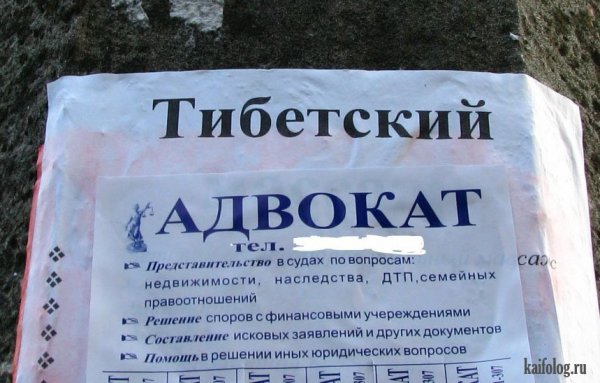 Тибетский
АДВОКАТ
тел.
Представительство в судах по вопросам:
недвижимости, наследства, ДТП,семейных
правоотношений
Решение споров с финансовыми учереждениями
Составление исковых заявлений и других документов
Помощь в решении иных юридических вопросов
саж
kaifolog.ru